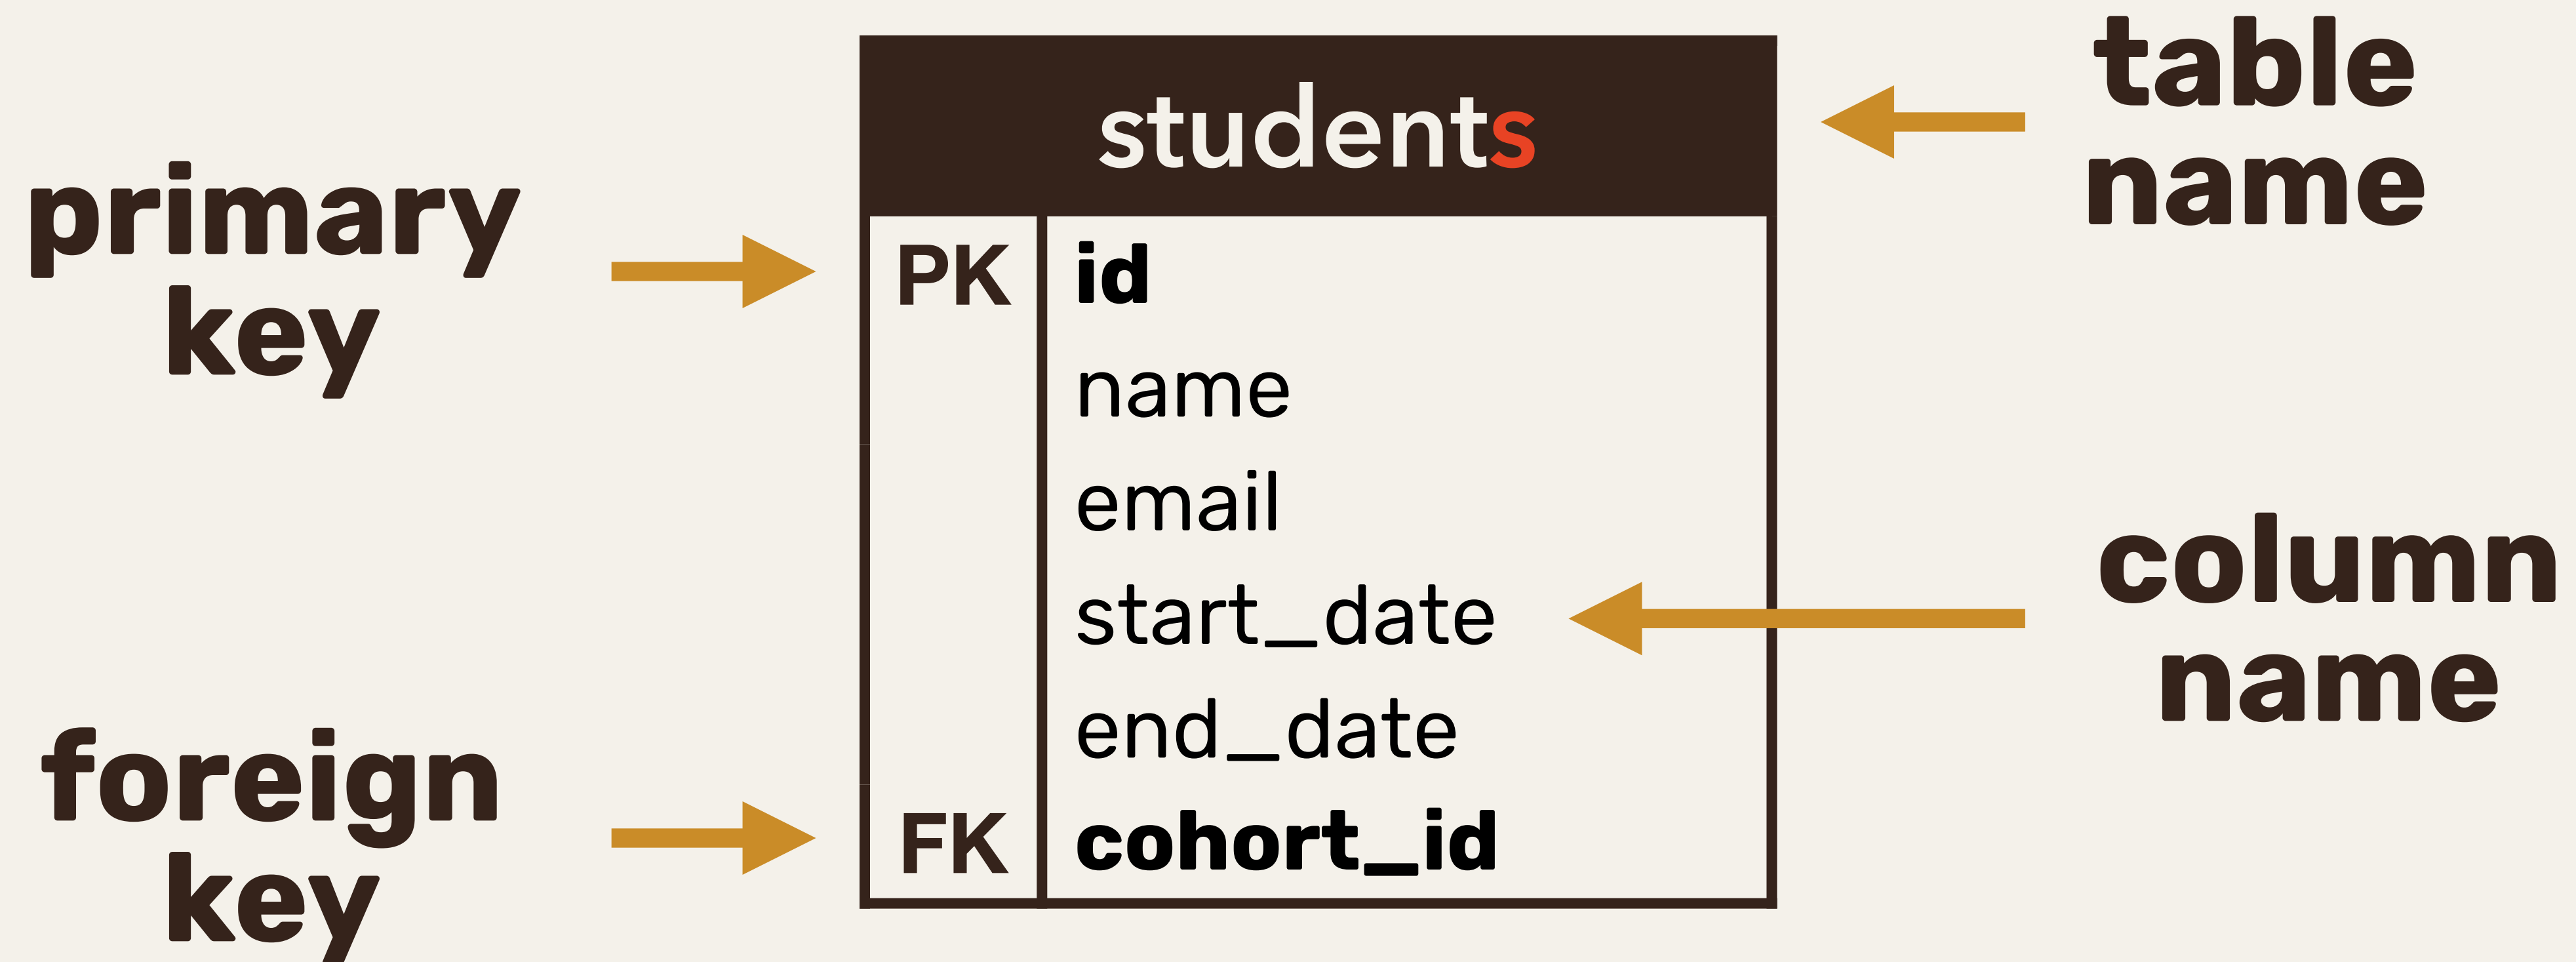 students
table
name
primary
key
PK id
name
email
start_date
column
name
end_date
foreign
key
FK cohort_id